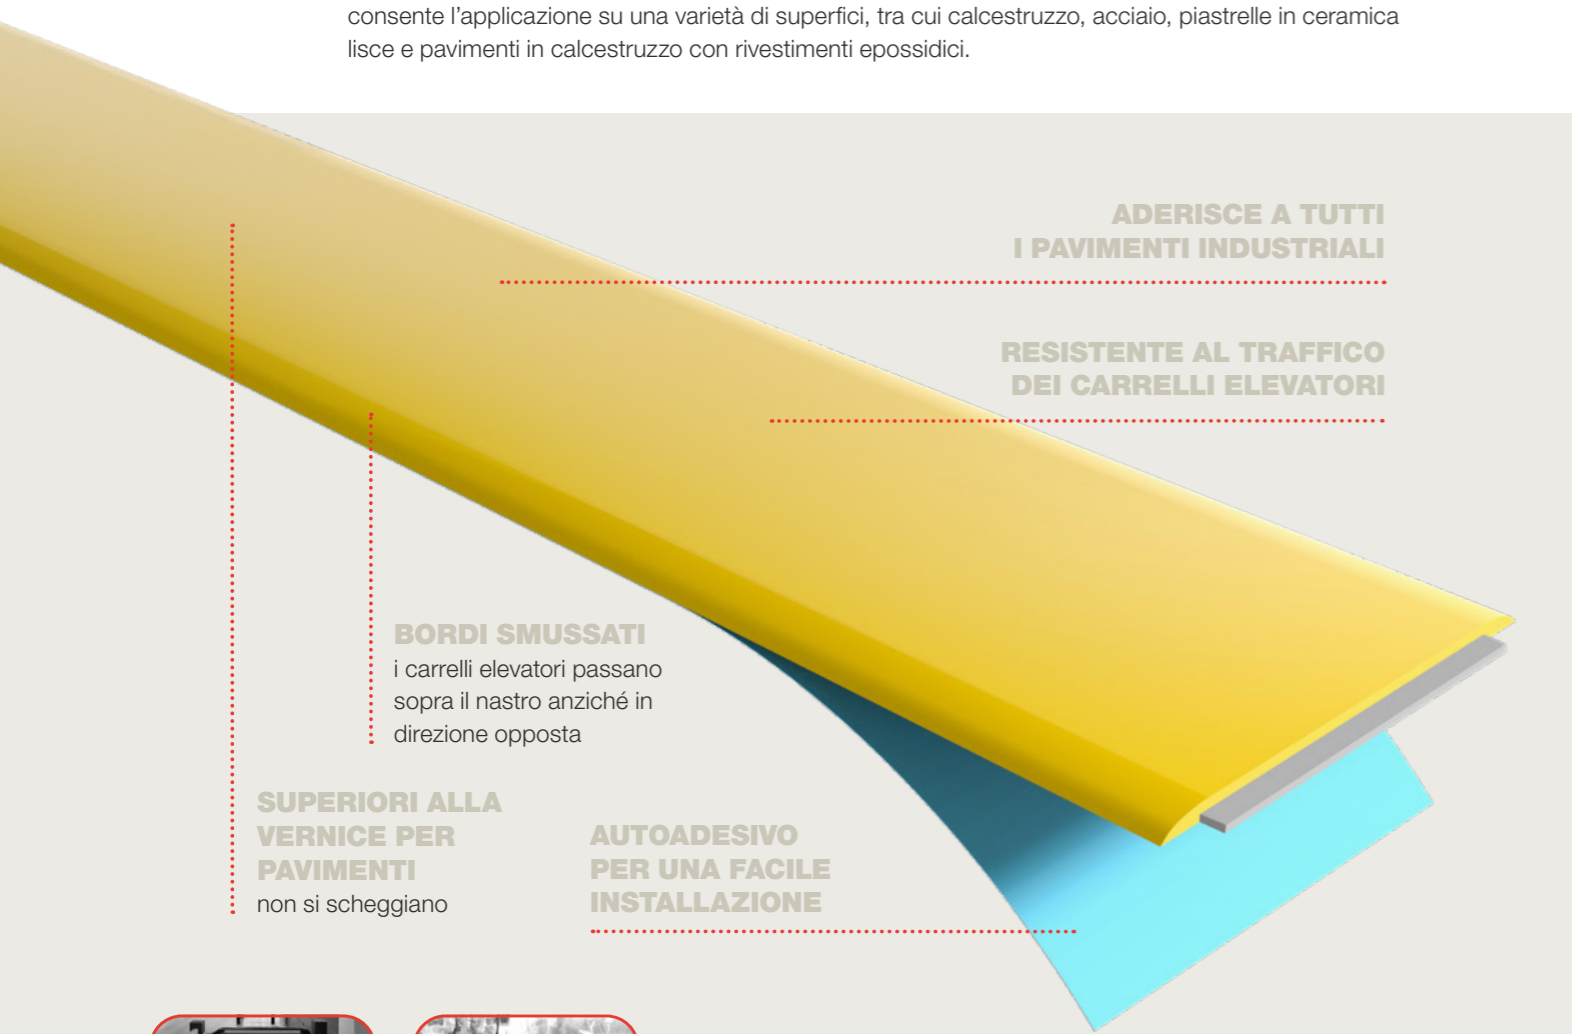 consente l’applicazione su una varietà di superfici, tra cui calcestruzzo, acciaio, piastrelle in ceramica
lisce e pavimenti in calcestruzzo con rivestimenti epossidici.
ADERISCE A TUTTI
I PAVIMENTI INDUSTRIALI
RESISTENTE AL TRAFFICO
DEI CARRELLI ELEVATORI
BORDI SMUSSATI
i carrelli elevatori passano
sopra il nastro anziché in
direzione opposta
SUPERIORI ALLA
VERNICE PER
PAVIMENTI
non si scheggiano
AUTOADESIVO
PER UNA FACILE
INSTALLAZIONE